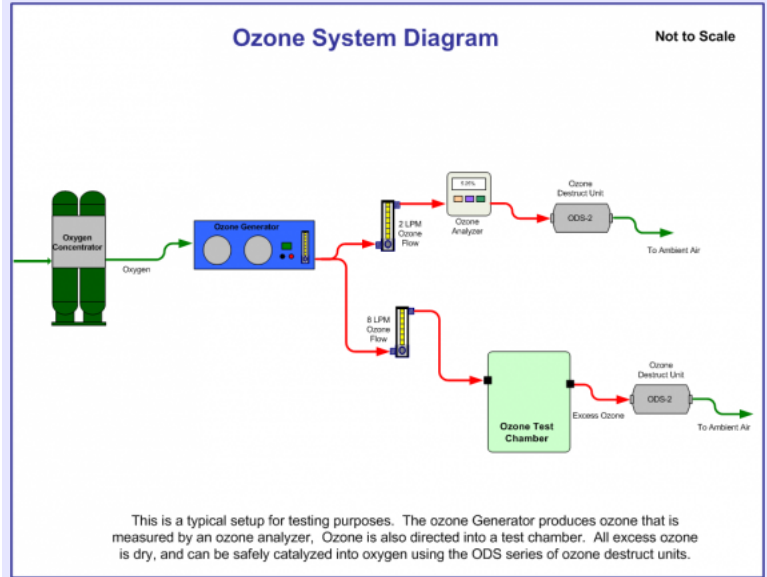 Ozone System Diagram
Not to Scale
Oxygen
Concentrator
Oxygen
Ozone Generator
2 LPM
Ozone
Flow
Ozone
Analyzer
Ozone
Destruct Unit
ODS-2
To Ambient Air
8 LPM
Ozone
Flow
Ozone Test
Chamber
Excess Ozone
Ozone
Destruct Unit
ODS-2
To Ambient Air
This is a typical setup for testing purposes.  The ozone Generator produces ozone that is
measured by an ozone analyzer,  Ozone is also directed into a test chamber.  All excess ozone
is dry, and can be safely catalyzed into oxygen using the ODS series of ozone destruct units.